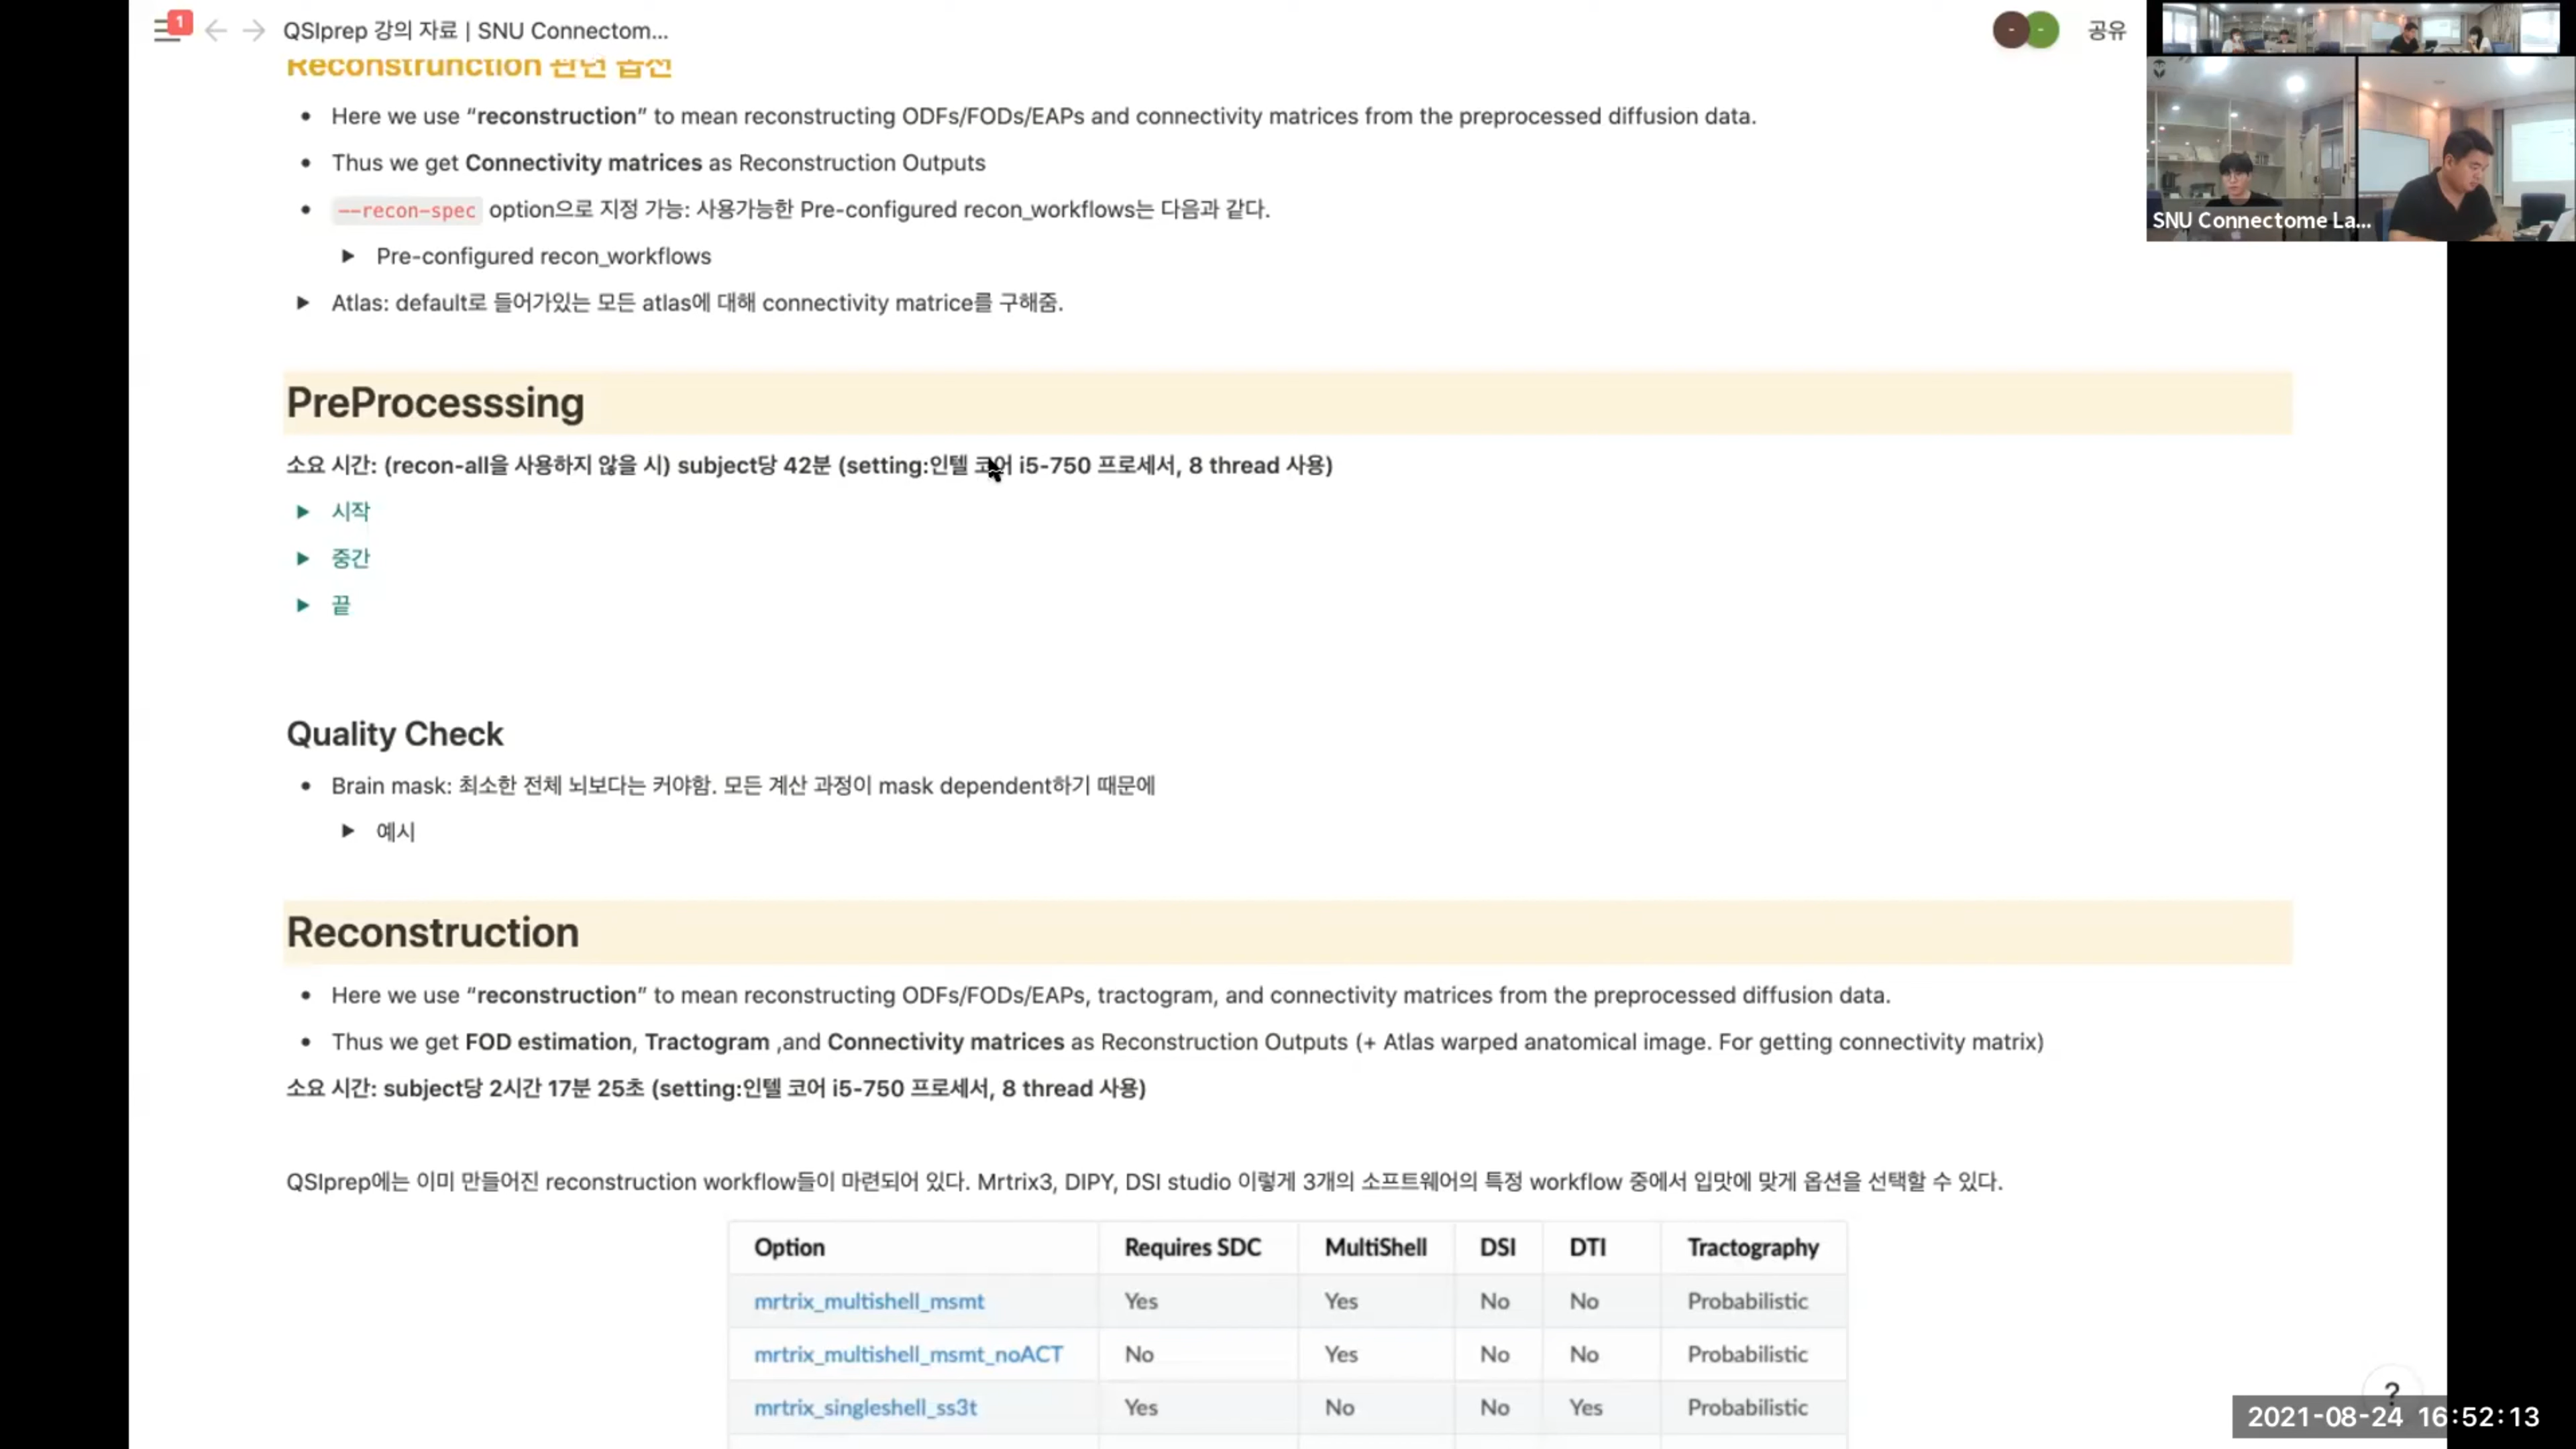 1
QSIprep 강의 자료 | SNU Connectom...
- -
공유
Reconstrunction 관련 옵션
Here we use “reconstruction” to mean reconstructing ODFs/FODs/EAPs and connectivity matrices from the preprocessed diffusion data.
Thus we get Connectivity matrices as Reconstruction Outputs
--recon-spec option으로 지정 가능: 사용가능한 Pre-configured recon_workflows는 다음과 같다.
Pre-configured recon_workflows
Atlas: default로 들어가있는 모든 atlas에 대해 connectivity matrice를 구해줌.
SNU Connectome La...
PreProcesssing
소요 시간: (recon-all을 사용하지 않을 시) subject당 42분 (setting:인텔 코어 i5-750 프로세서, 8 thread 사용)
시작
중간
끝
Quality Check
Brain mask: 최소한 전체 뇌보다는 커야함. 모든 계산 과정이 mask dependent하기 때문에
예시
Reconstruction
Here we use “reconstruction” to mean reconstructing ODFs/FODs/EAPs, tractogram, and connectivity matrices from the preprocessed diffusion data.
Thus we get FOD estimation, Tractogram ,and Connectivity matrices as Reconstruction Outputs (+ Atlas warped anatomical image. For getting connectivity matrix)
소요 시간: subject당 2시간 17분 25초 (setting:인텔 코어 i5-750 프로세서, 8 thread 사용)
QSIprep에는 이미 만들어진 reconstruction workflow들이 마련되어 있다. Mrtrix3, DIPY, DSI studio 이렇게 3개의 소프트웨어의 특정 workflow 중에서 입맛에 맞게 옵션을 선택할 수 있다.
Option Requires SDC MultiShell DSI DTI Tractography
mrtrix_multishell_msmt Yes Yes No No Probabilistic
mrtrix_multishell_msmt_noACT No Yes No No Probabilistic
mrtrix_singleshell_ss3t Yes No No Yes Probabilistic
?
2021-08-24 16:52:13